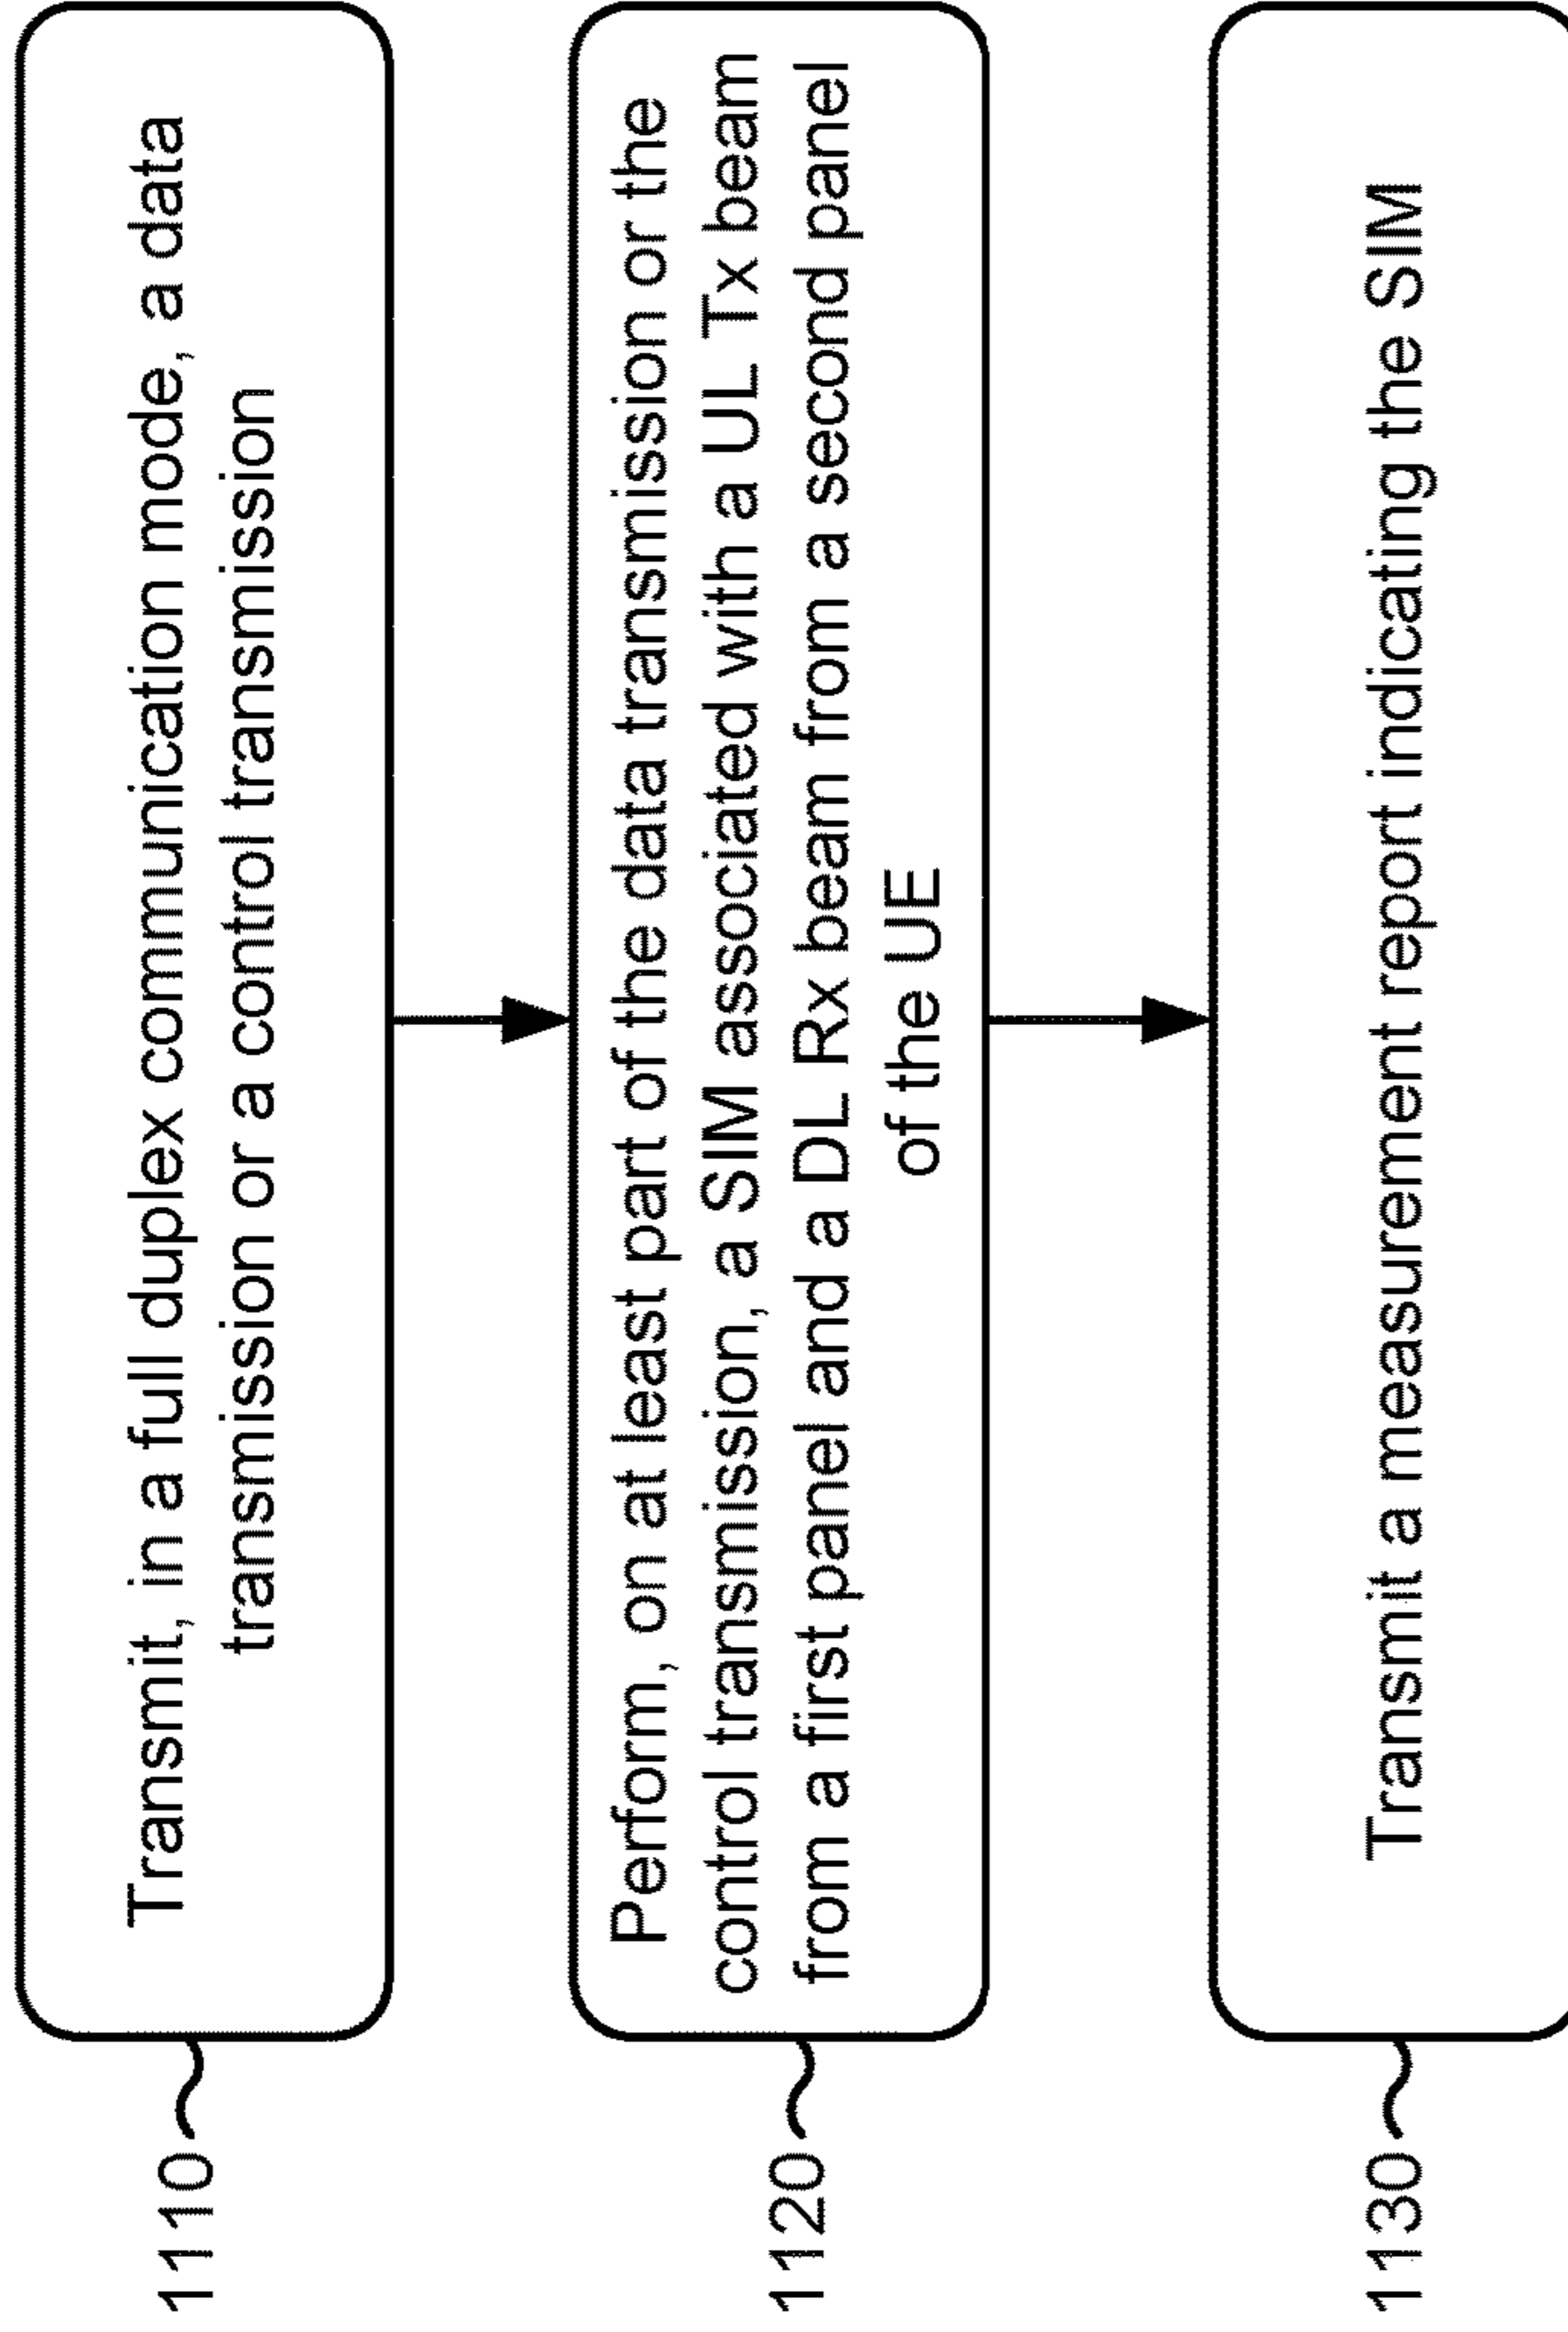 1110
Transmit, in a full duplex communication mode, a data
transmission or a control transmission
1120
Perform, on at least part of the data transmission or the
control transmission, a SIM associated with a UL Tx beam
from a first panel and a DL Rx beam from a second panel
of the UE
1130
Transmit a measurement report indicating the SIM